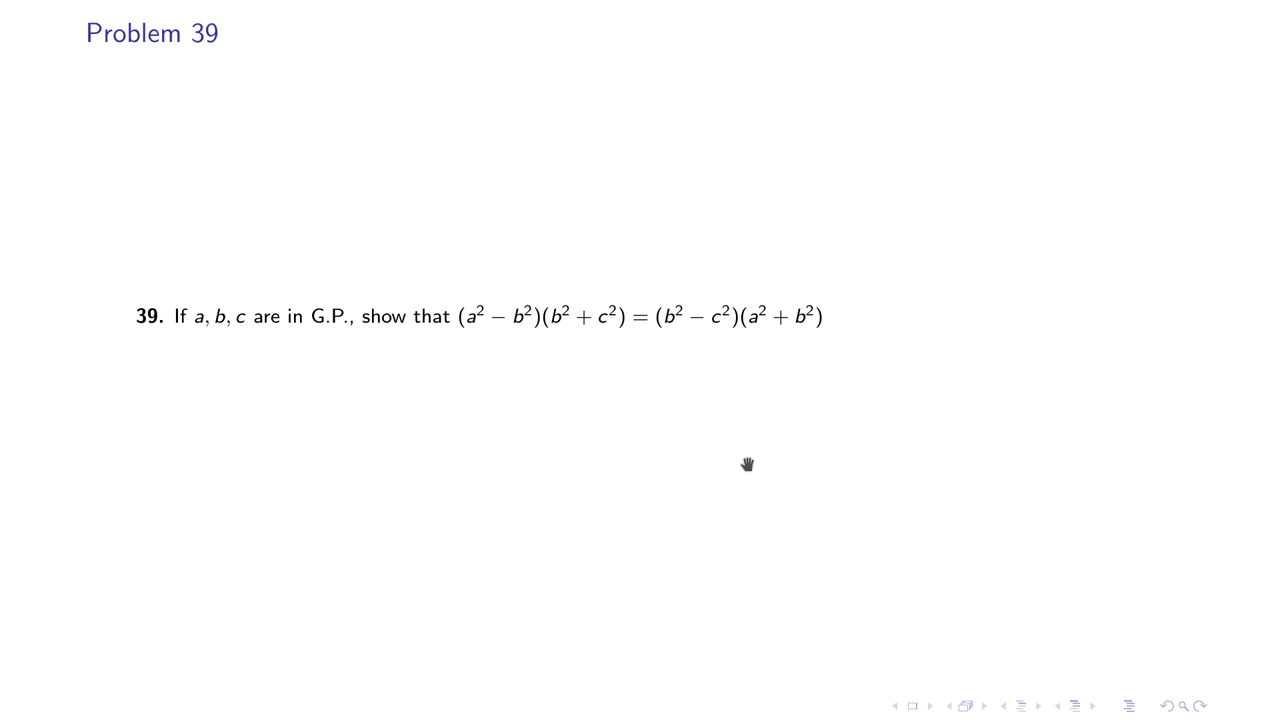 Problem 39
39. If a, b, c are in G.P., show that (a² − b²)(b² + c²) = (b² − c²)(a² + b²)